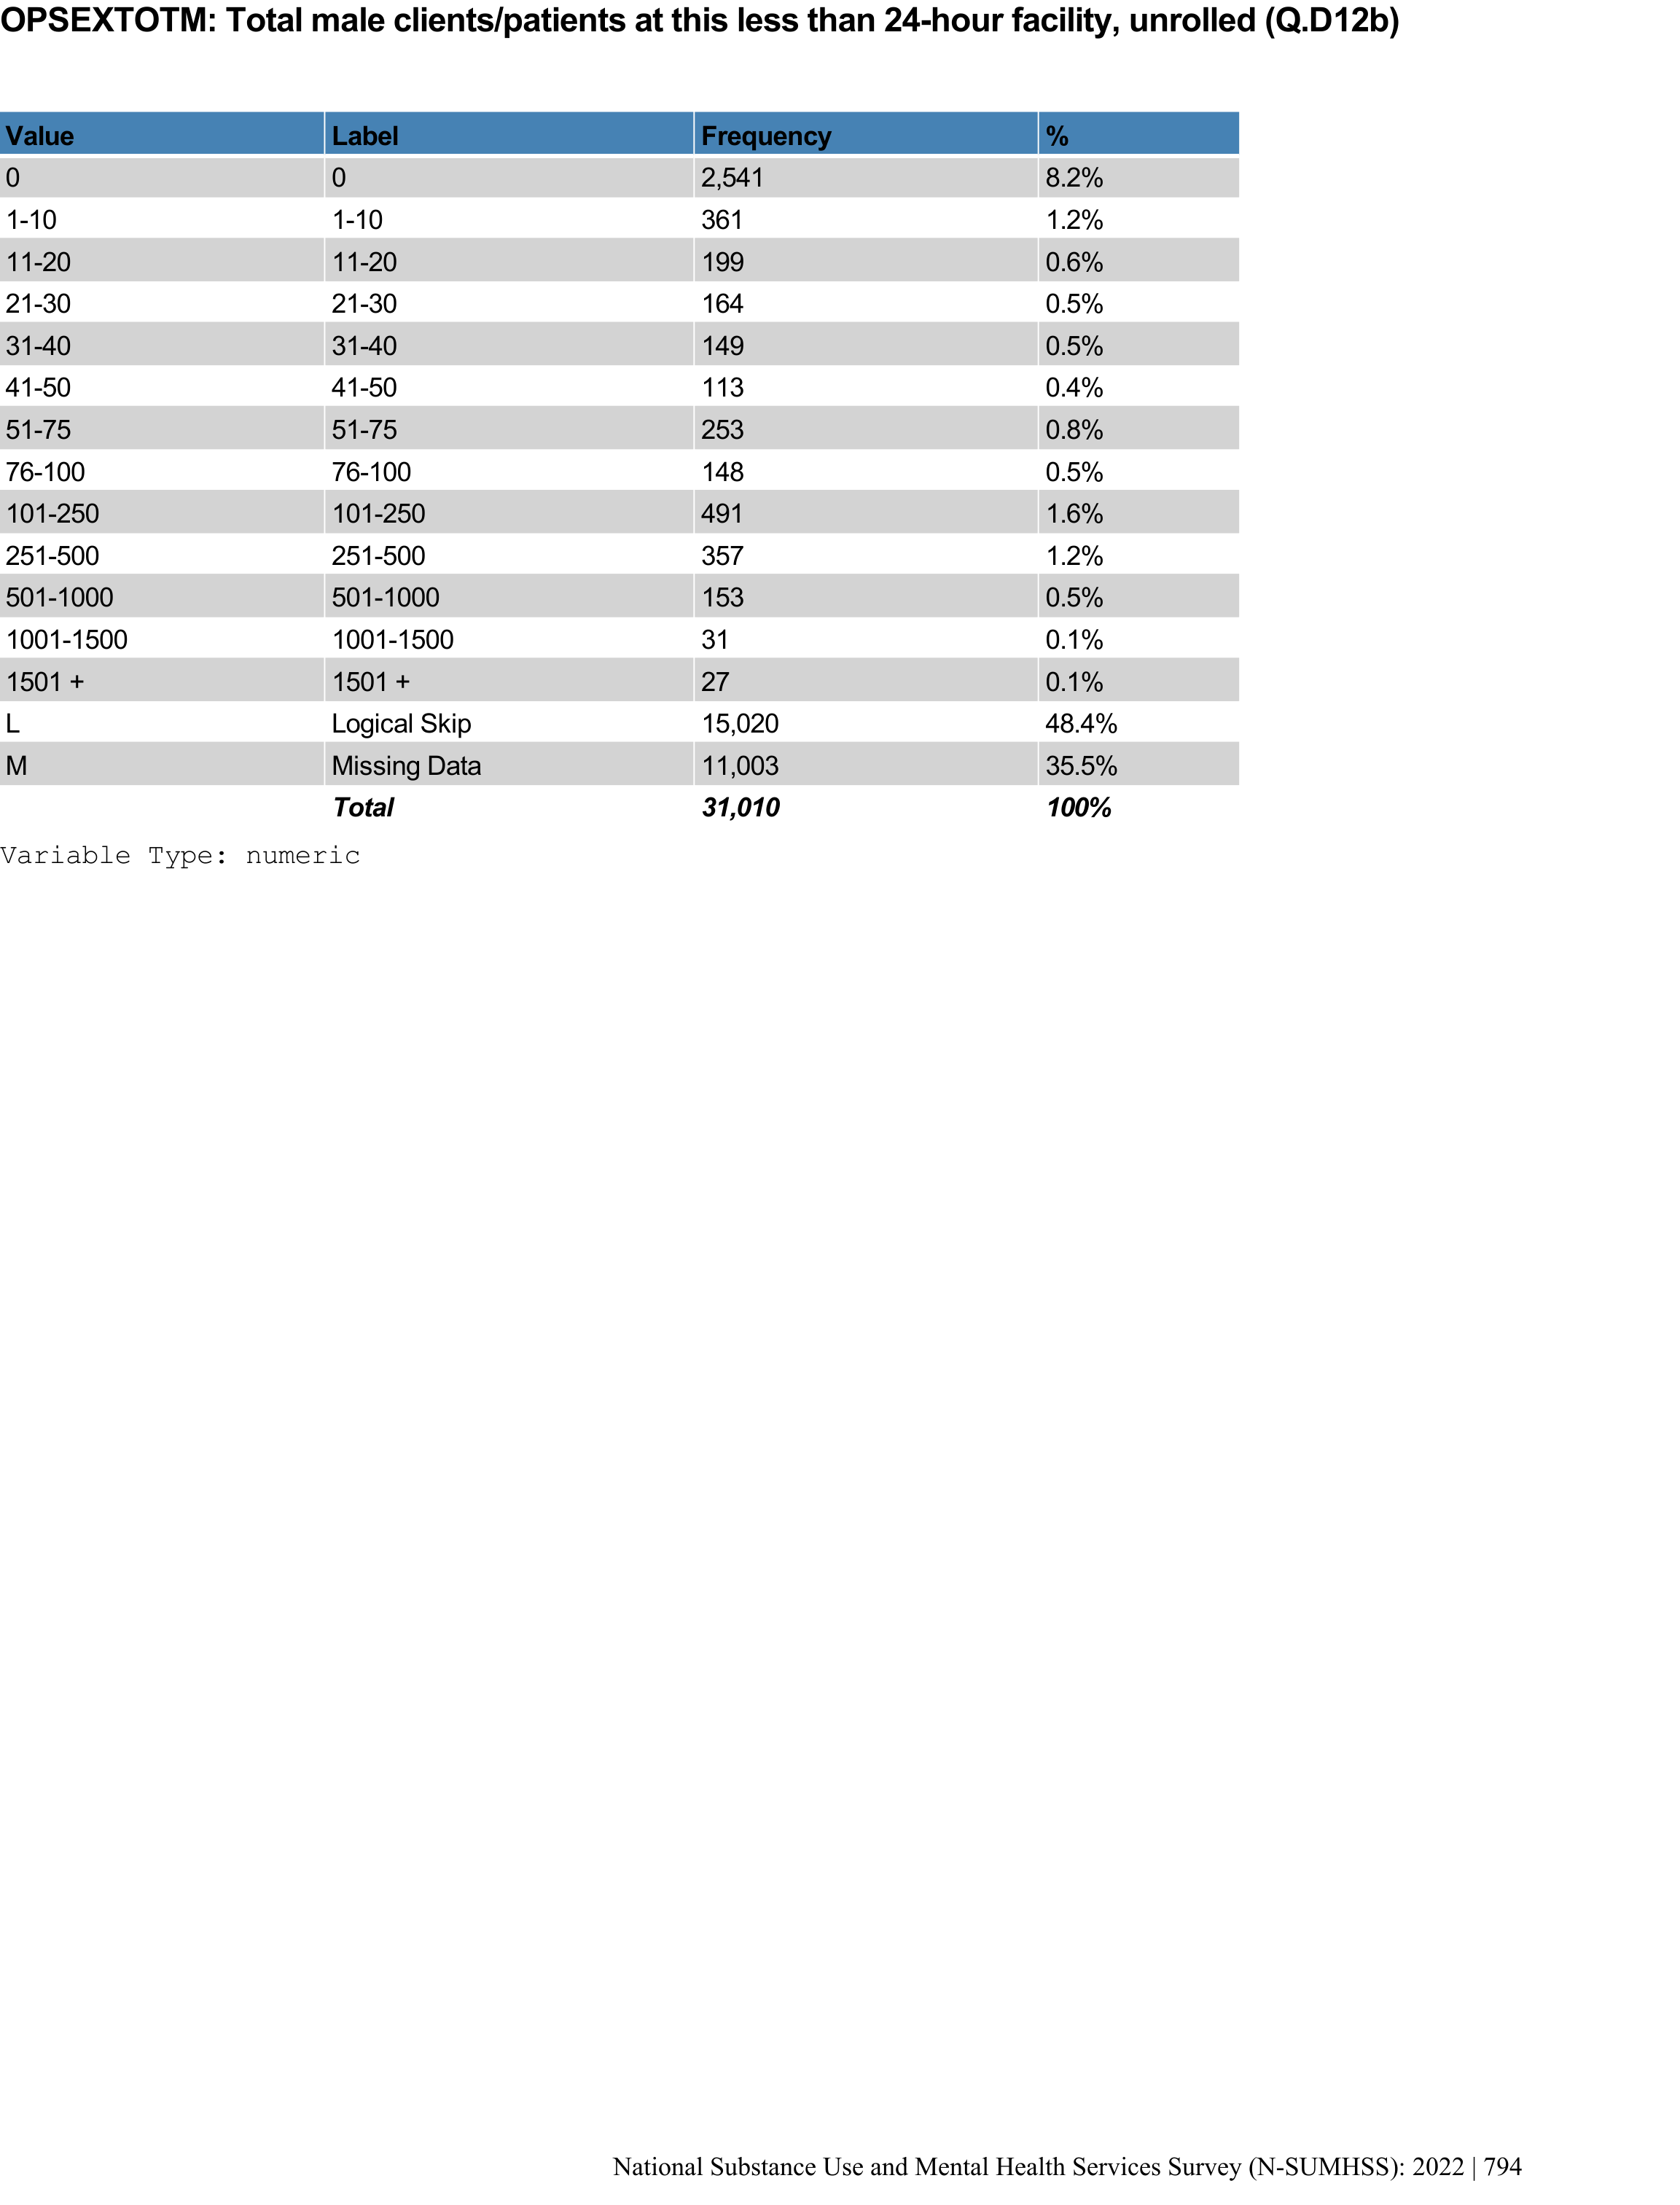 OPSEXTOTM: Total male clients/patients at this less than 24-hour facility, unrolled (Q.D12b)
Value Label Frequency %
0 0 2,541 8.2%
1-10 1-10 361 1.2%
11-20 11-20 199 0.6%
21-30 21-30 164 0.5%
31-40 31-40 149 0.5%
41-50 41-50 113 0.4%
51-75 51-75 253 0.8%
76-100 76-100 148 0.5%
101-250 101-250 491 1.6%
251-500 251-500 357 1.2%
501-1000 501-1000 153 0.5%
1001-1500 1001-1500 31 0.1%
1501 + 1501 + 27 0.1%
L Logical Skip 15,020 48.4%
M Missing Data 11,003 35.5%
Total 31,010 100%
Variable Type: numeric
National Substance Use and Mental Health Services Survey (N-SUMHSS): 2022 | 794